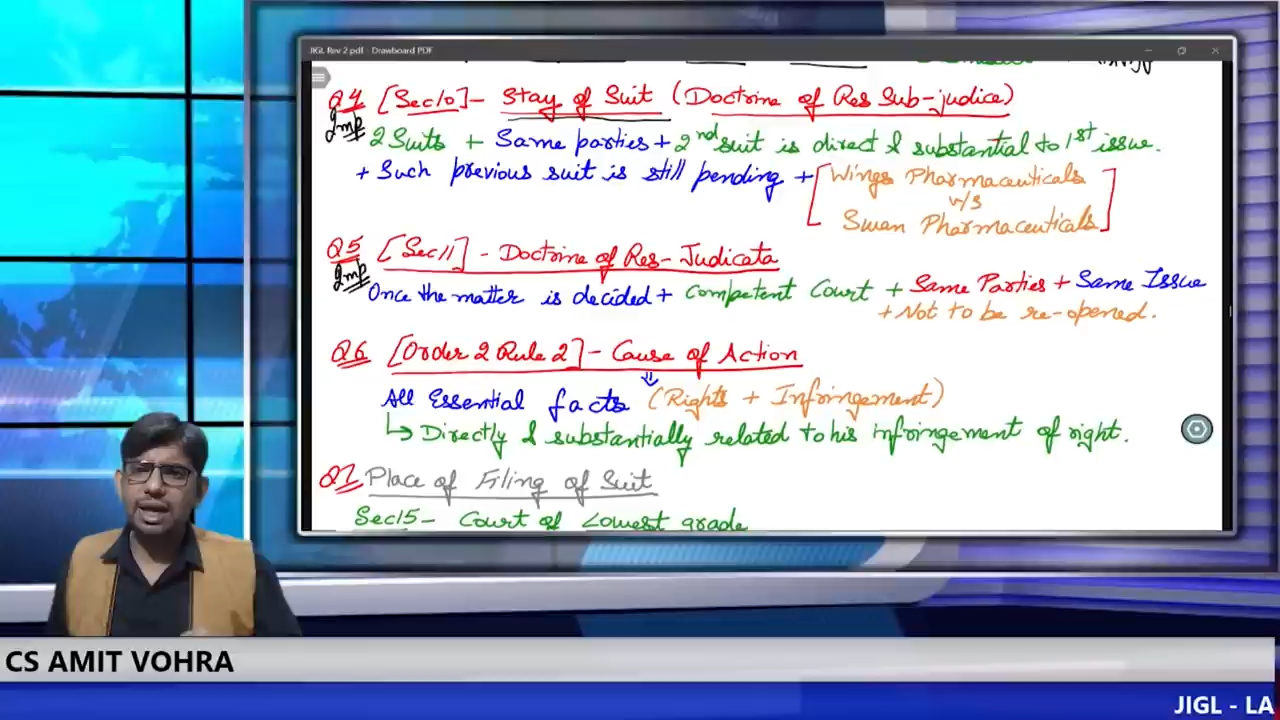 JIGL Rev 2.pdf - Drawboard PDF
Q4 [Sec10]- Stay of Suit (Doctrine of Res Sub-judice)
Imp 2 Suits + Same parties + 2nd suit is direct & substantial to 1st issue.
+ Such previous suit is still pending + [Wings Pharmaceuticals
v/s
Swan Pharmaceuticals]
Q5 [Sec11] - Doctrine of Res-Judicata
Imp Once the matter is decided + Competent Court + Same Parties + Same Issue
+ Not to be re-opened.
Q6 [Order 2 Rule 2] - Cause of Action
All Essential facts (Rights + Infringement)
↳ Directly & substantially related to his infringement of right.
Q7 Place of Filing of Suit
Sec15- Court of Lowest grade
CS AMIT VOHRA
JIGL - LA